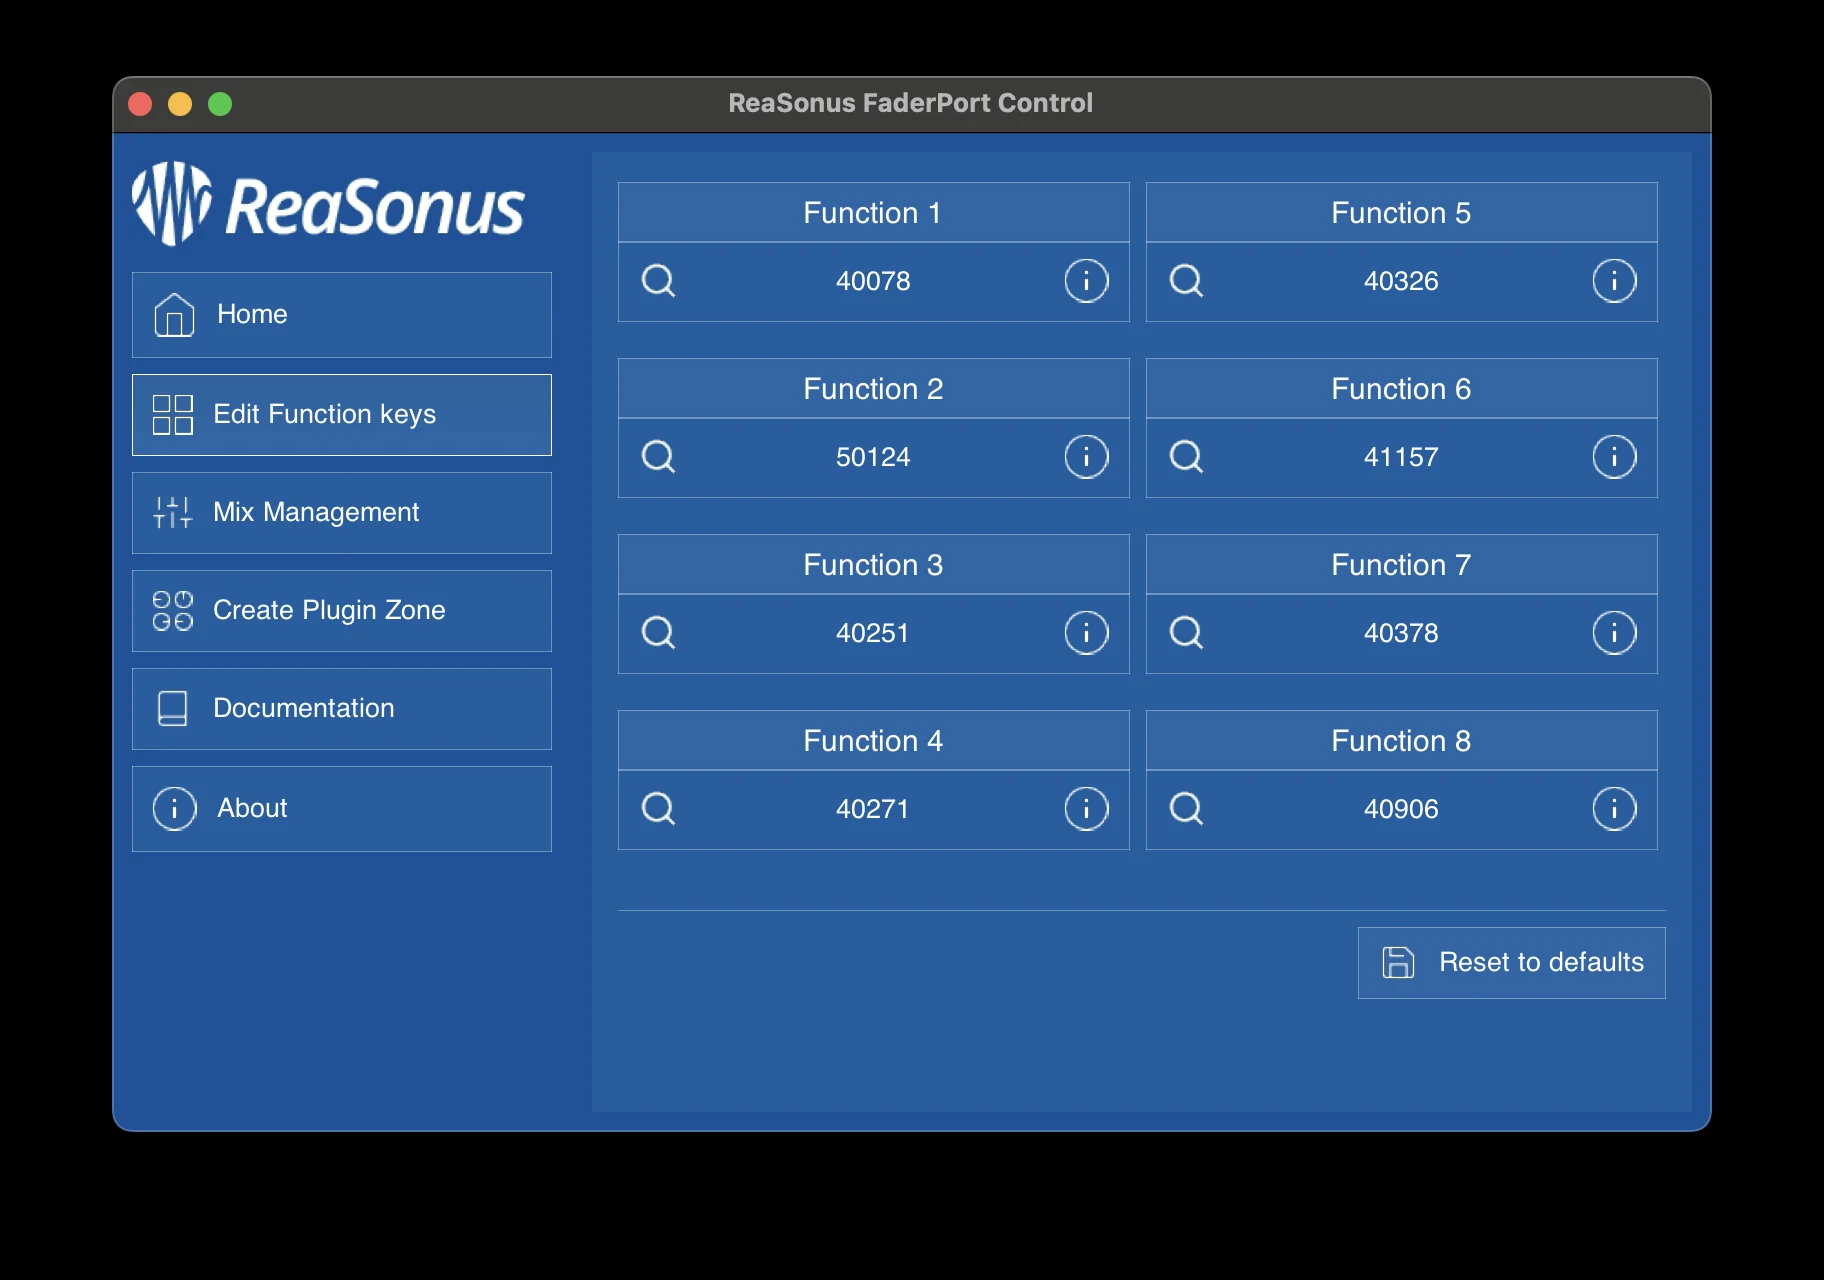 ReaSonus FaderPort Control
ReaSonus
Home
Edit Function keys
Mix Management
Create Plugin Zone
Documentation
About
Function 1
40078
Function 5
40326
Function 2
50124
Function 6
41157
Function 3
40251
Function 7
40378
Function 4
40271
Function 8
40906
Reset to defaults